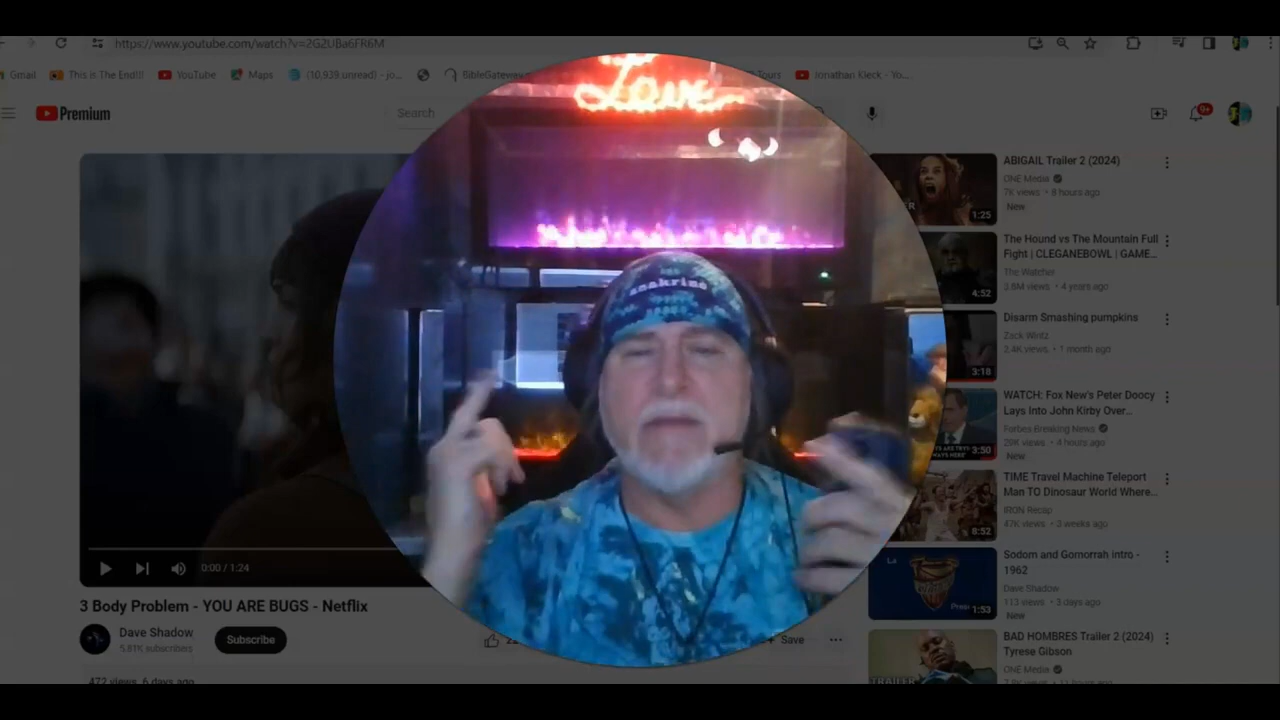 https://www.youtube.com/watch?v=2G2UBa6FR6M
Gmail
This is The End!!!
YouTube
Maps
(10,939 unread) - jo...
BibleGateway
Tours
Jonathan Kleck - Yo...
Premium
Search
9+
Love
anakrino
ABIGAIL Trailer 2 (2024)
ONE Media
7K views • 8 hours ago
New
1:25
The Hound vs The Mountain Full
Fight | CLEGANEBOWL | GAME...
The Watcher
3.8M views • 4 years ago
4:52
Disarm Smashing pumpkins
Zack Wintz
2.4K views • 1 month ago
3:18
WATCH: Fox New's Peter Doocy
Lays Into John Kirby Over...
Forbes Breaking News
29K views • 4 hours ago
New
3:50
TIME Travel Machine Teleport
Man TO Dinosaur World Where...
IRON Recap
47K views • 3 weeks ago
8:52
Sodom and Gomorrah intro -
1962
Dave Shadow
113 views • 3 days ago
New
1:53
BAD HOMBRES Trailer 2 (2024)
Tyrese Gibson
ONE Media
TRAILER
0:00 / 1:24
3 Body Problem - YOU ARE BUGS - Netflix
Dave Shadow
5.81K subscribers
Subscribe
Save
472 views 6 days ago